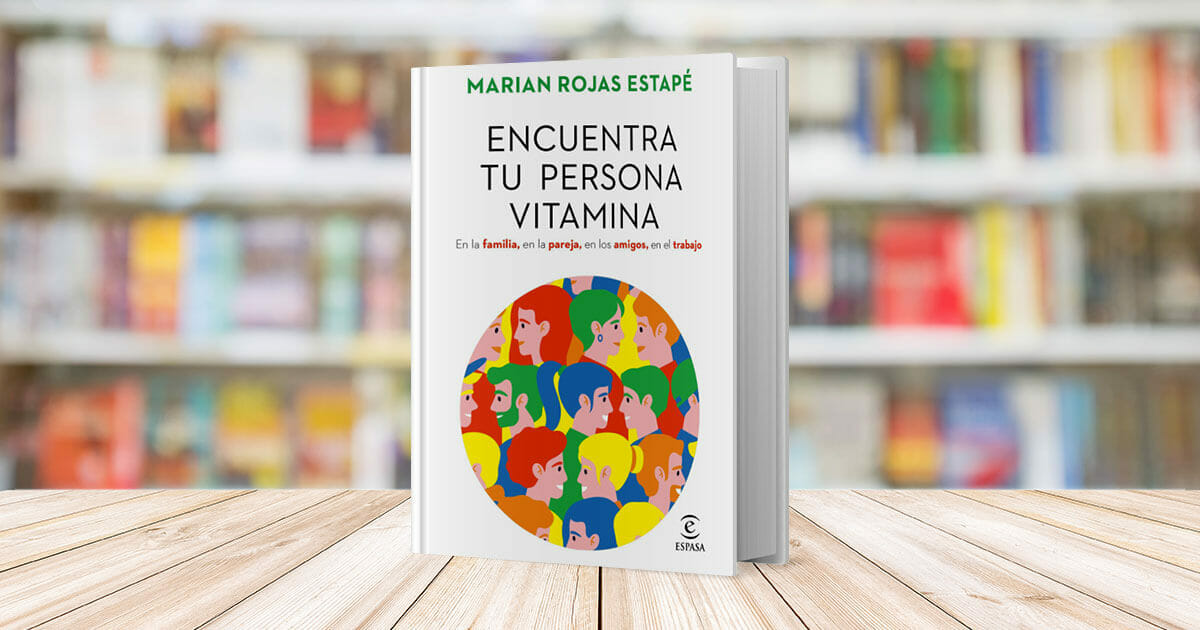 MARIAN ROJAS ESTAPÉ
ENCUENTRA
TU PERSONA
VITAMINA
En la familia, en la pareja, en los amigos, en el trabajo
e
ESPASA